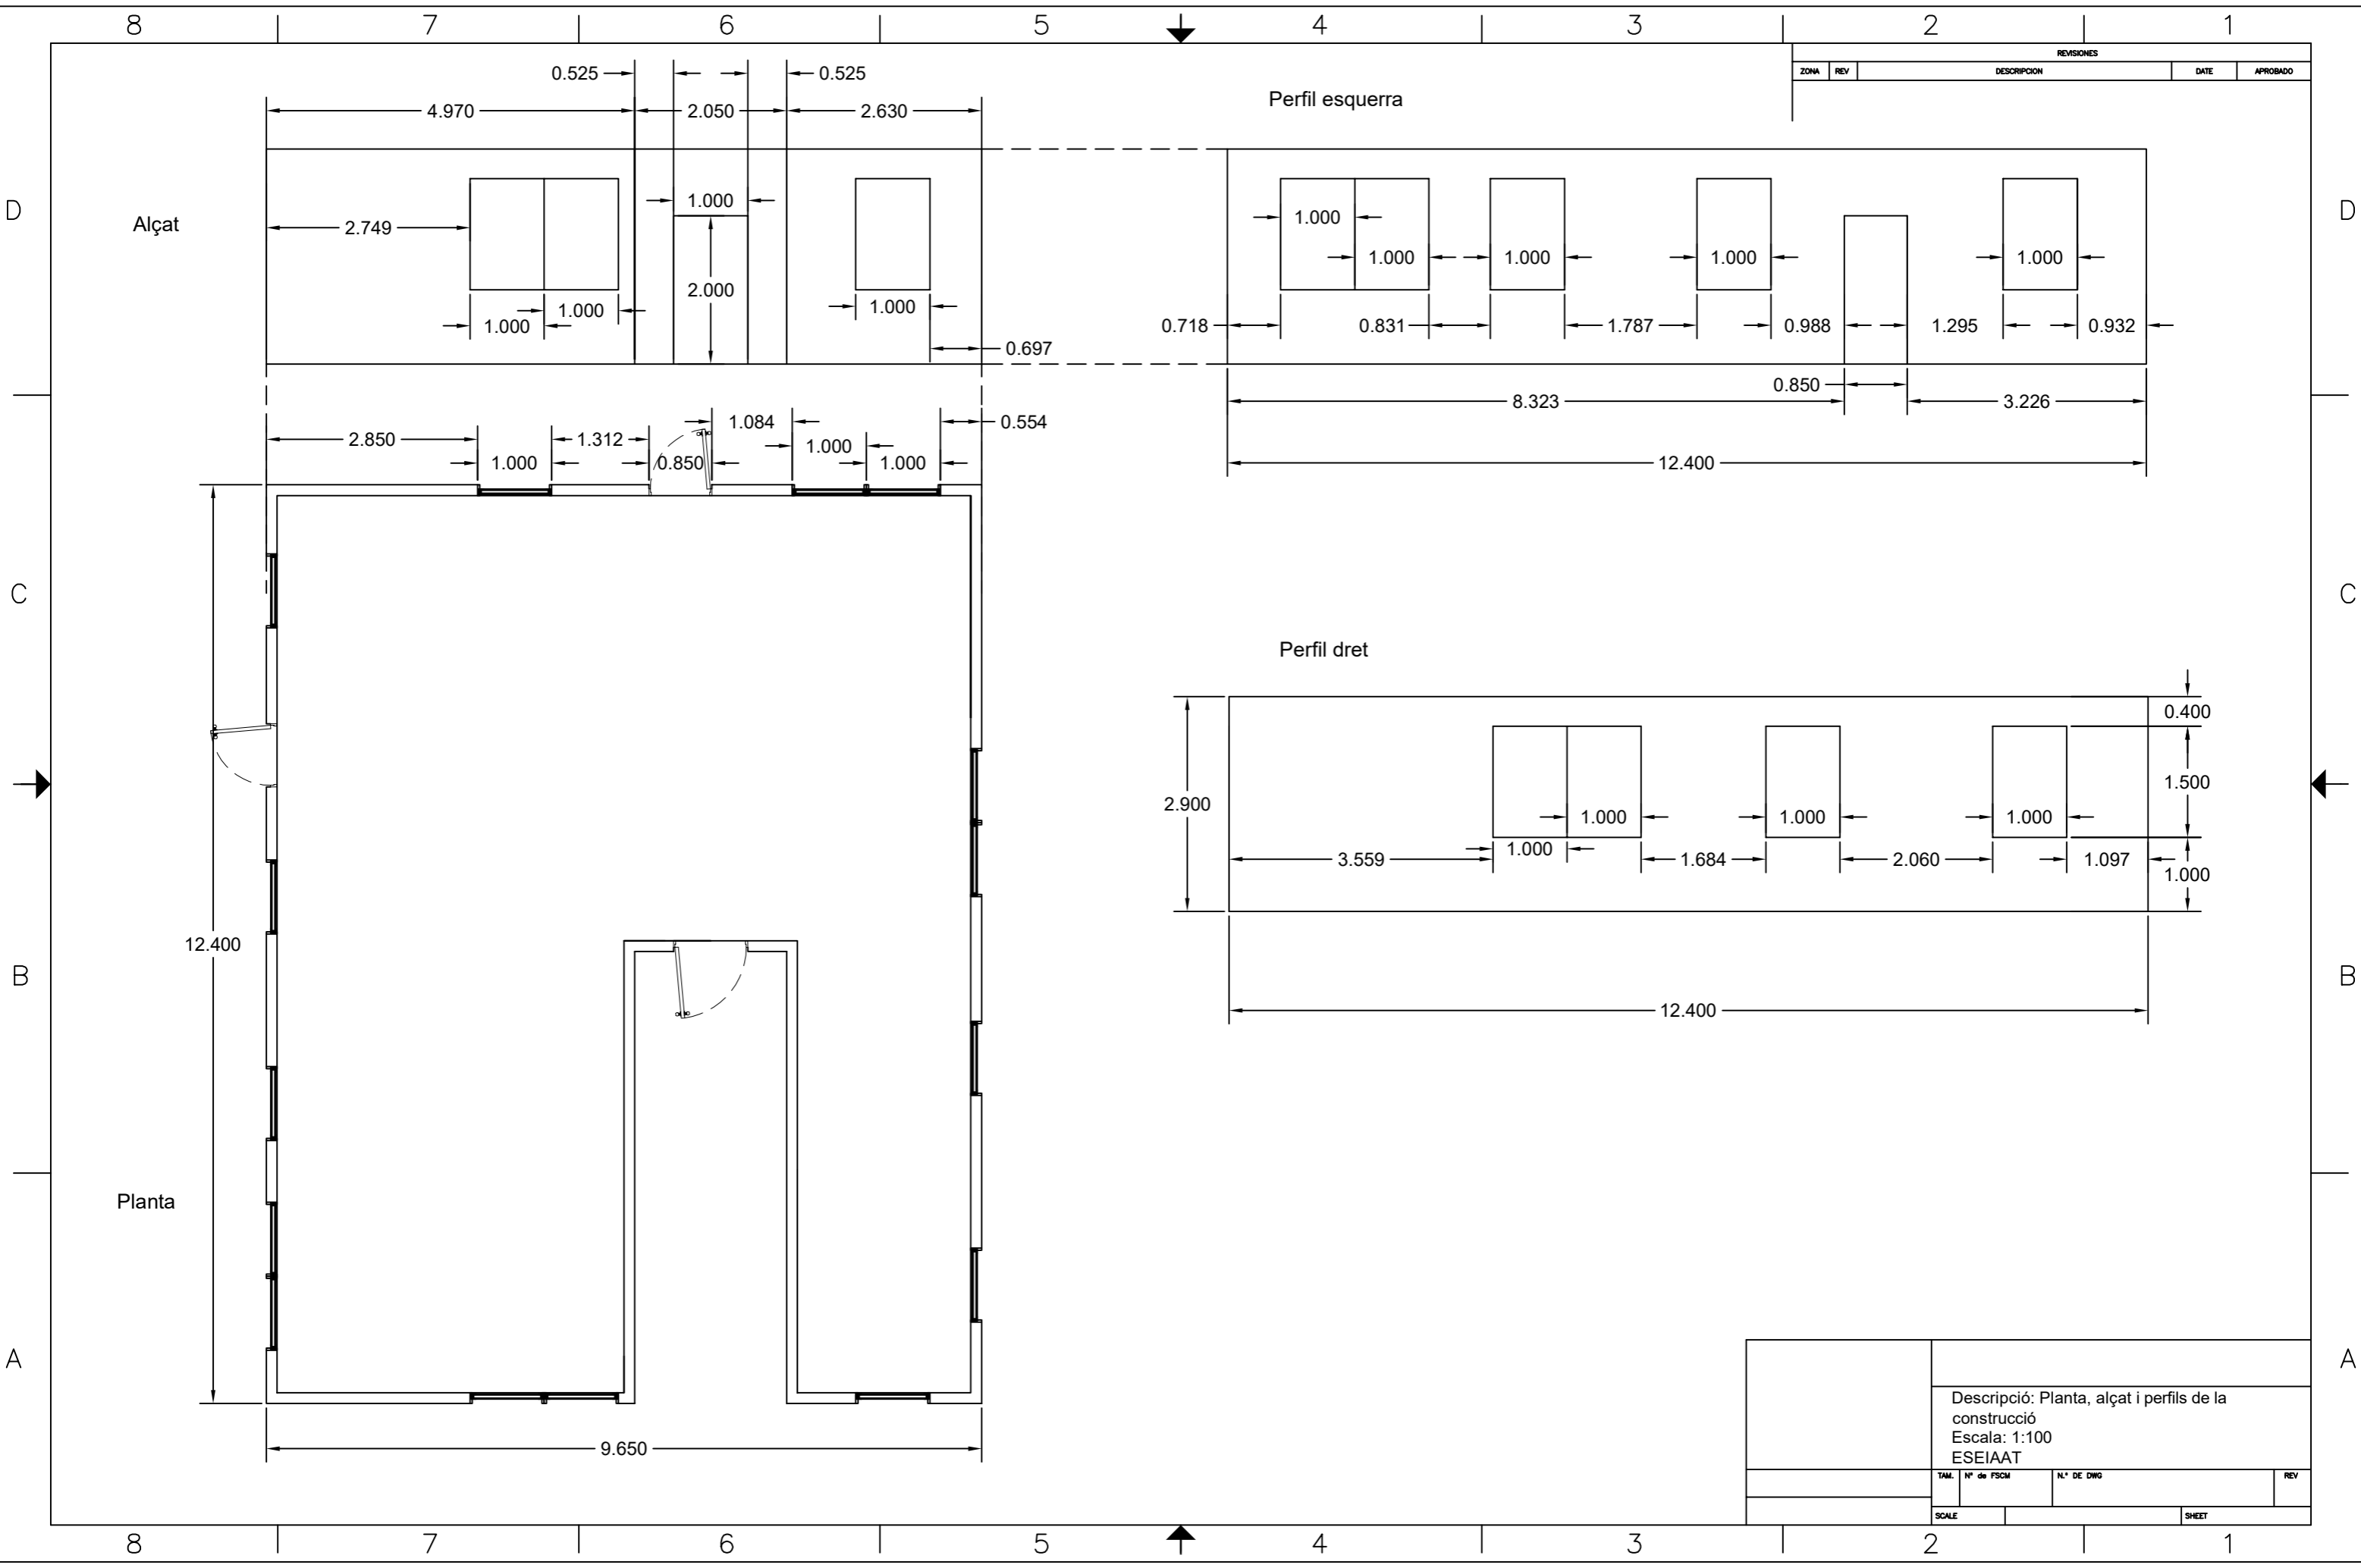 8 7 6 5 4 3 2 1
REVISIONES
ZONA REV DESCRIPCION DATE APROBADO
0.525 0.525
Perfil esquerra
4.970 2.050 2.630
D D
Alçat
1.000 1.000
2.749
1.000 1.000 1.000 1.000
2.000
1.000 1.000 1.000
0.718 0.831 1.787 0.988 1.295 0.932
0.697
0.850
8.323 3.226
1.084 0.554
2.850 1.312
1.000 0.850 1.000 1.000
12.400
C C
Perfil dret
0.400
1.500
2.900
1.000 1.000 1.000
3.559 1.000 1.684 2.060 1.097
1.000
12.400
B B
12.400
Planta
A A
9.650
Descripció: Planta, alçat i perfils de la
construcció
Escala: 1:100
ESEIAAT
TAM. Nº de FSCM N.º DE DWG REV
SCALE SHEET
8 7 6 5 4 3 2 1